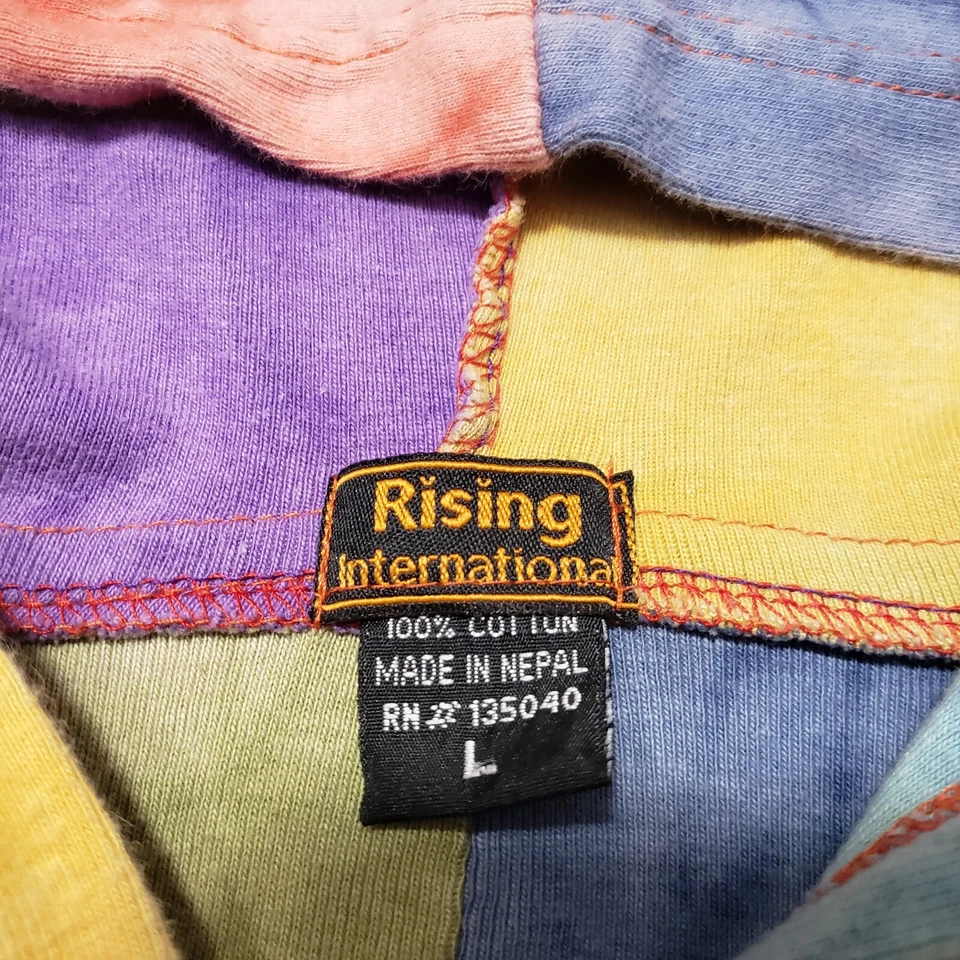 Rising
International
100% COTTON
MADE IN NEPAL
RN # 135040
L